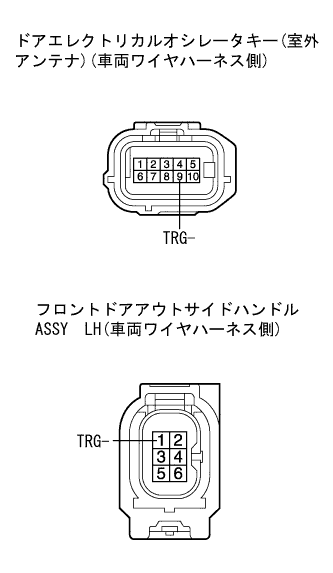 ドアエレクトリカルオシレータキー(室外
アンテナ)(車両ワイヤハーネス側)
1 2 3 4 5
6 7 8 9 10
TRG-
フロントドアアウトサイドハンドル
ASSY LH(車両ワイヤハーネス側)
TRG-
1 2
3 4
5 6